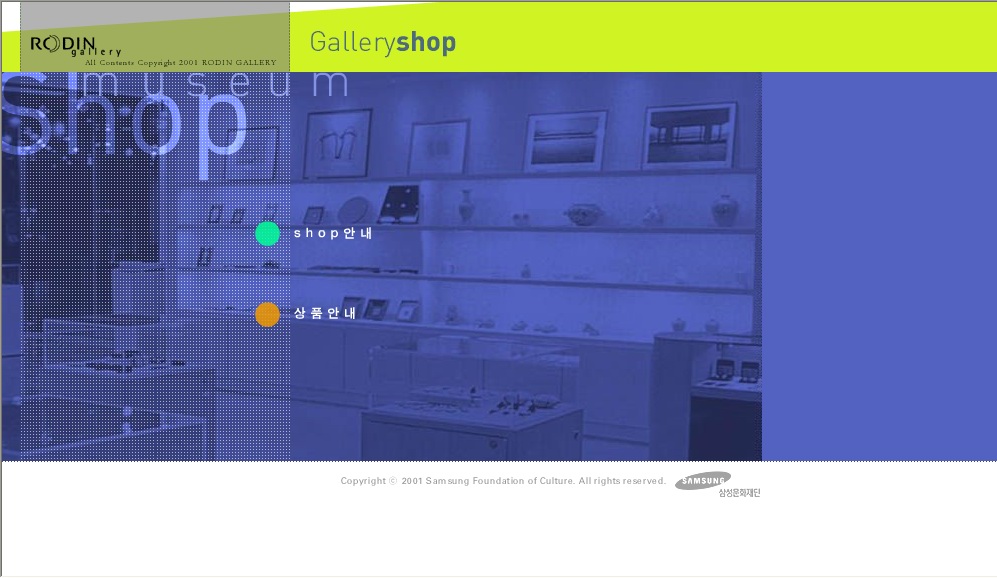 RODIN
gallery
All Contents Copyright 2001 RODIN GALLERY
Galleryshop
museum
Shop
shop안내
상품안내
Copyright © 2001 Samsung Foundation of Culture. All rights reserved.
SAMSUNG
삼성문화재단